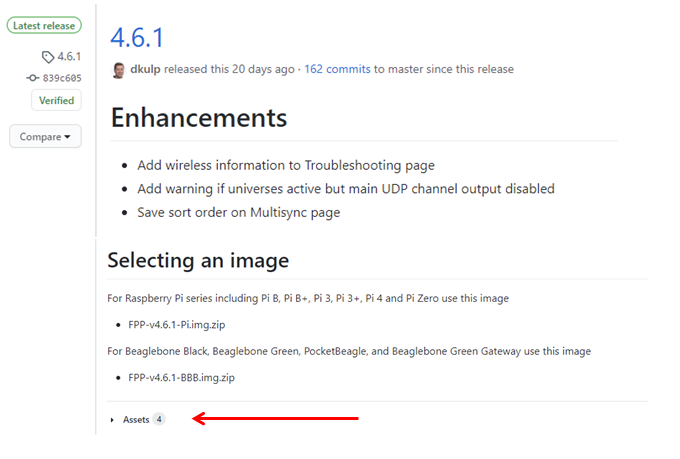 Latest release
4.6.1
839c605
Verified
Compare
4.6.1
dkulp released this 20 days ago · 162 commits to master since this release
Enhancements
• Add wireless information to Troubleshooting page
• Add warning if universes active but main UDP channel output disabled
• Save sort order on Multisync page
Selecting an image
For Raspberry Pi series including Pi B, Pi B+, Pi 3, Pi 3+, Pi 4 and Pi Zero use this image
• FPP-v4.6.1-Pi.img.zip
For Beaglebone Black, Beaglebone Green, PocketBeagle, and Beaglebone Green Gateway use this image
• FPP-v4.6.1-BBB.img.zip
Assets 4